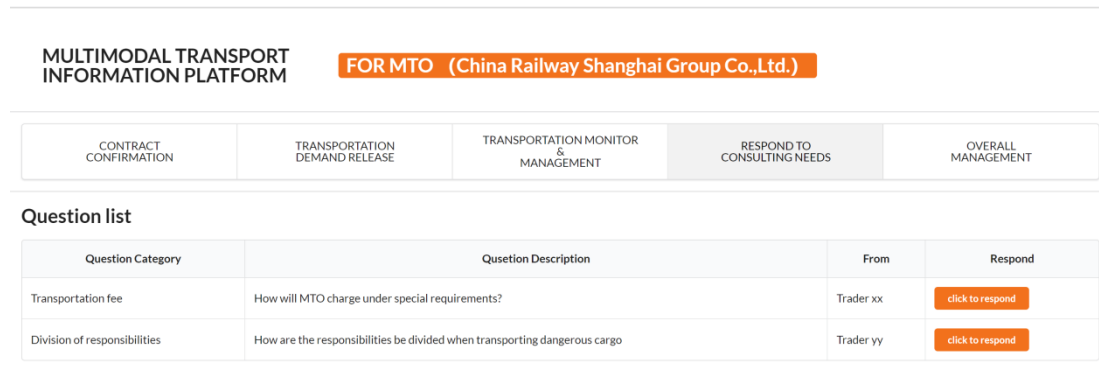 MULTIMODAL TRANSPORT
INFORMATION PLATFORM
FOR MTO （China Railway Shanghai Group Co.,Ltd.）
CONTRACT
CONFIRMATION
TRANSPORTATION
DEMAND RELEASE
TRANSPORTATION MONITOR
&
MANAGEMENT
RESPOND TO
CONSULTING NEEDS
OVERALL
MANAGEMENT
Question list
Question Category Qusetion Description From Respond
Transportation fee How will MTO charge under special requirements? Trader xx click to respond
Division of responsibilities How are the responsibilities be divided when transporting dangerous cargo Trader yy click to respond